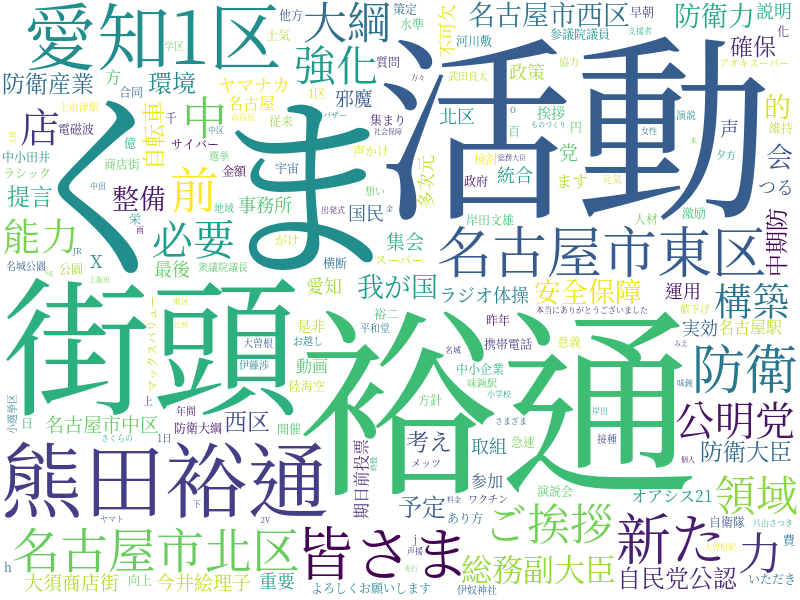 愛知1区
大綱
名古屋市西区
防衛力
説明
他方
策定
水準
早朝
化
士気
学区
防衛産業
方
環境
強化
ヤマナカ
質問
参議院議員
河川敷
不可欠
確保
支援者
方々
アオキスーパー
活動
武田良太
協力
政策
上前津駅
合同
名古屋
邪魔
1区
北区
挨拶
的
店
電磁波
自転車
中
千
億
従来
集まり
バザー
社会保障
百
円
ものづくり
演説
女性
維持
声
中小田井
商店街
サイバー
選挙
声かけ
総務大臣
検討
夕方
党
会
ラシック
整備
前
金額
宇宙
想い
多次元
政府
統合
ます
元気
つる
提言
くま
事務所
地域
国民
出発式
金
岸田文雄
人材
激励
能力
必要
栄
雨
がけ
集会
名古屋市東区
中期防
名城公園
公園
JR
X
最後
衆議院議長
横断
スーパー
我が国
ラジオ体操
安全保障
運用
値下げ
構築
街頭
マックスバリュー
愛知
裕二
昨年
是非
平和堂
本当にありがとうございました
意義
実効
名古屋駅
みえ
大曽根
お越し
携帯電話
名城
防衛
伊藤渉
動画
陸海空
中小企業
味鋺駅
味鋺
小学校
裕通
小選挙区
日
名古屋市中区
さくらの
上
年間
防衛大綱
1日
西区
開催
方針
さまざま
岸田
公明党
熊田裕通
期日前投票
考え
メッツ
取組
急速
接種
個人
防衛大臣
参加
演説会
料金
ワクチン
オアシス21
領域
予定
あり方
ヤマト
下
2V
名古屋市北区
皆さま
ご挨拶
新た
力
自衛隊
片山さつき
費
h
j
声援
実行
大須商店街
向上
今井絵理子
重要
よろしくお願いします
総務副大臣
伊奴神社
自民党公認
いただき